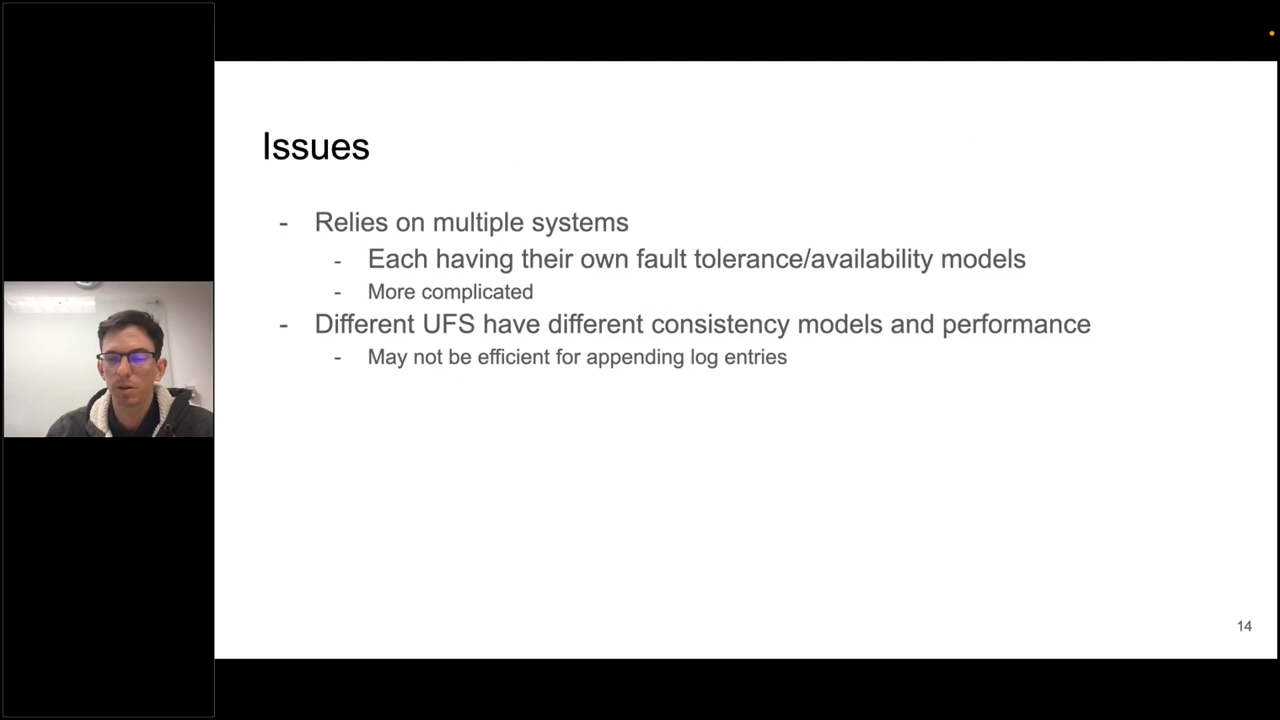 Issues
- Relies on multiple systems
- Each having their own fault tolerance/availability models
- More complicated
- Different UFS have different consistency models and performance
- May not be efficient for appending log entries
14